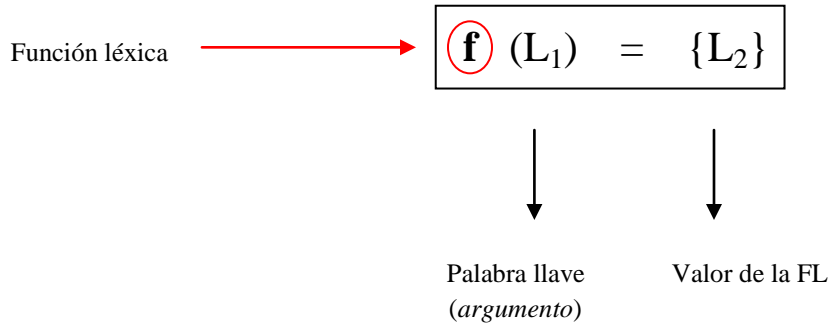 Función léxica f (L₁) = {L₂}
Palabra llave Valor de la FL
(argumento)